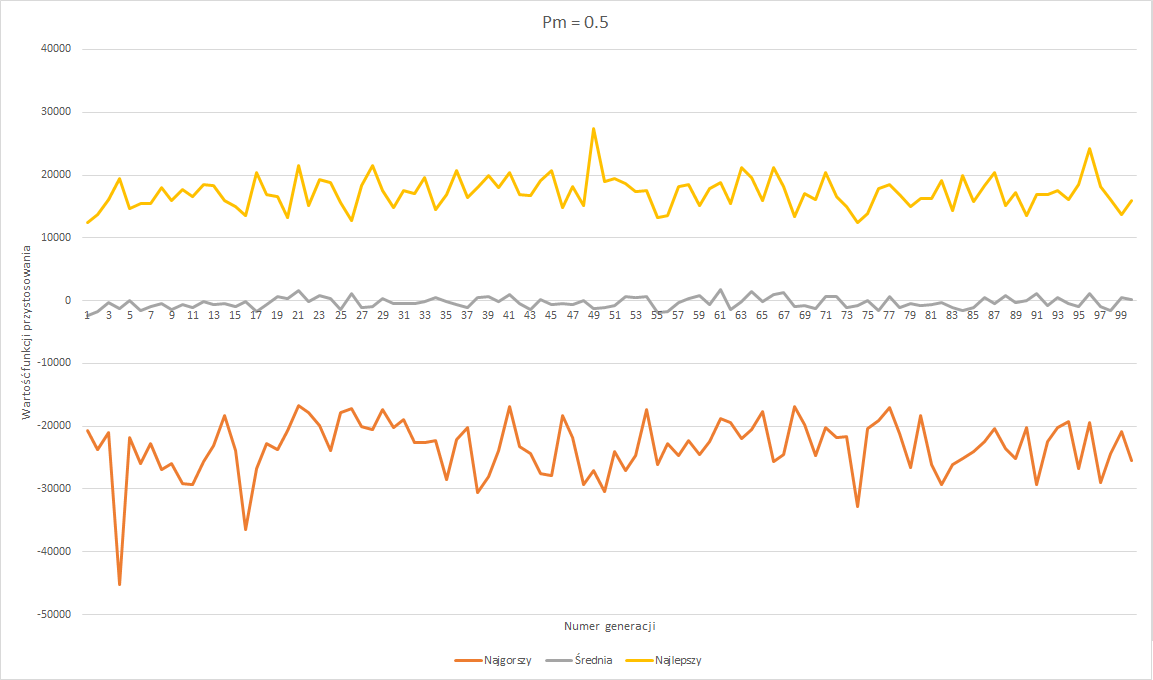 Pm = 0.5
40000
30000
20000
10000
0
1 3 5 7 9 11 13 15 17 19 21 23 25 27 29 31 33 35 37 39 41 43 45 47 49 51 53 55 57 59 61 63 65 67 69 71 73 75 77 79 81 83 85 87 89 91 93 95 97 99
-10000
-20000
-30000
-40000
-50000
Wartość funkcji przystosowania
Numer generacji
Najgorszy Średnia Najlepszy